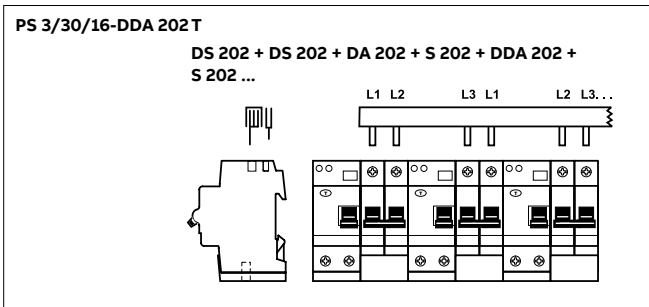 PS 3/30/16-DDA 202 T
DS 202 + DS 202 + DA 202 + S 202 + DDA 202 +
S 202 ...
L1 L2 L3 L1 L2 L3...
T T T